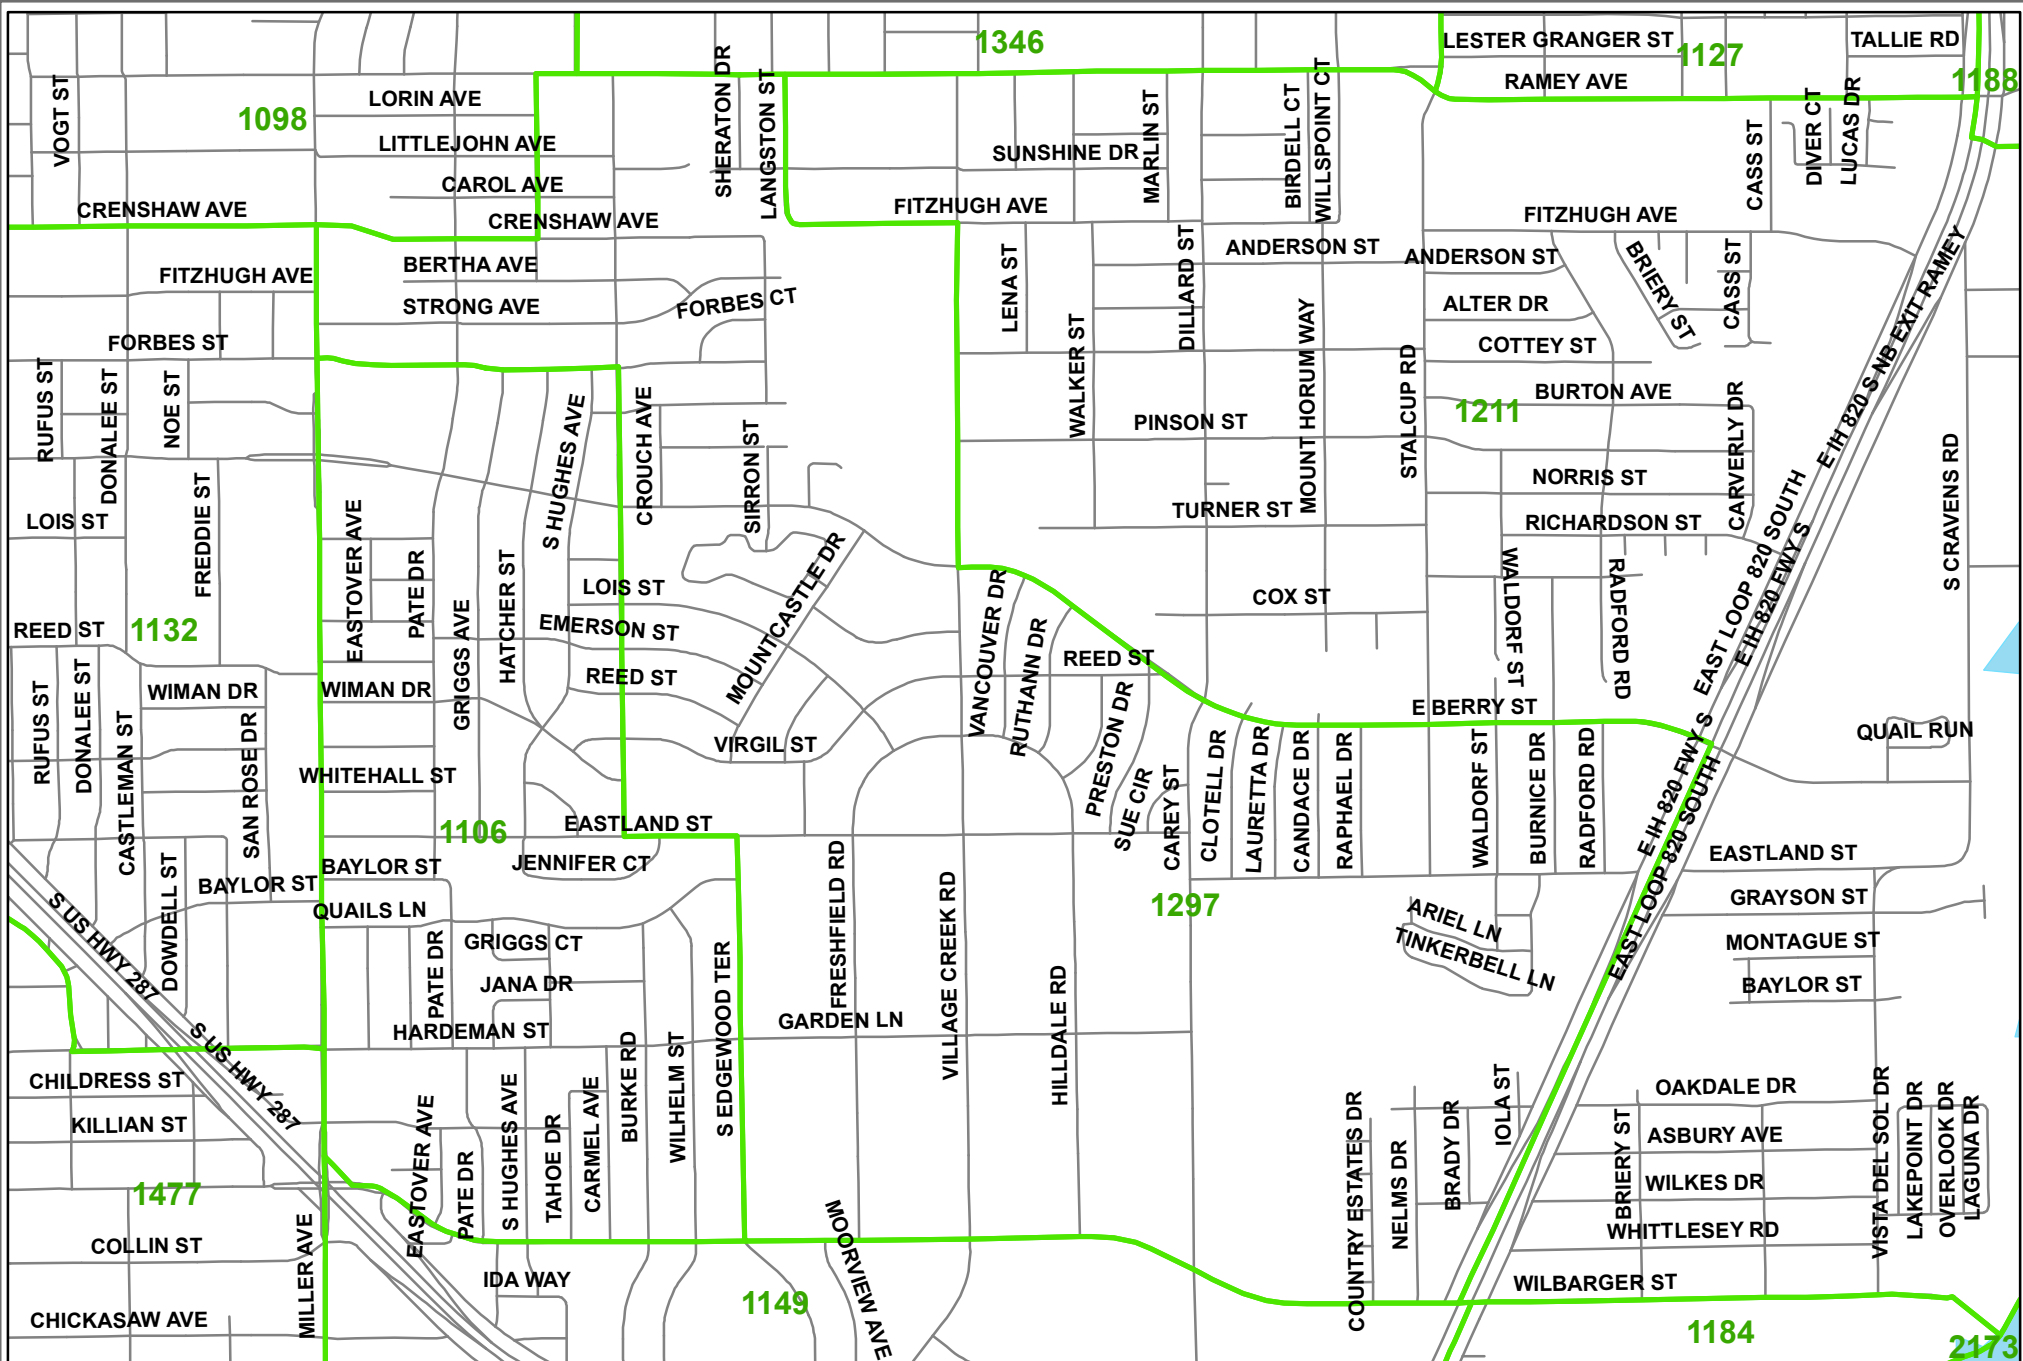 1346
LESTER GRANGER ST
1127
TALLIE RD
RAMEY AVE
1188
VOGT ST
1098
LORIN AVE
LITTLEJOHN AVE
CAROL AVE
CRENSHAW AVE
CRENSHAW AVE
SHERATON DR
LANGSTON ST
SUNSHINE DR
MARLIN ST
BIRDELL CT
WILLSPOINT CT
CASS ST
DIVER CT
LUCAS DR
FITZHUGH AVE
FITZHUGH AVE
FITZHUGH AVE
BERTHA AVE
STRONG AVE
FORBES CT
FORBES ST
LENA ST
DILLARD ST
ANDERSON ST
ANDERSON ST
ALTER DR
COTTEY ST
BURTON AVE
BRIERY ST
CASS ST
E IH 820 S NB EXIT RAMEY
RUFUS ST
DONALEE ST
NOE ST
S HUGHES AVE
CROUCH AVE
SIRRON ST
WALKER ST
PINSON ST
MOUNT HORUM WAY
STALCUP RD
1211
NORRIS ST
CARVERLY DR
RICHARDSON ST
TURNER ST
LOIS ST
FREDDIE ST
EASTOVER AVE
PATE DR
GRIGGS AVE
HATCHER ST
LOIS ST
EMERSON ST
REED ST
MOUNTCASTLE DR
VANCOUVER DR
RUTHANN DR
REED ST
COX ST
WALDORF ST
RADFORD RD
EAST LOOP 820 SOUTH
E IH 820 FWY S
S SCRAVENS RD
REED ST
1132
WIMAN DR
WIMAN DR
RUFUS ST
DONALEE ST
CASTLEMAN ST
SAN ROSE DR
WHITEHALL ST
VIRGIL ST
PRESTON DR
SUE CIR
CAREY ST
CLOTELL DR
LAURETTA DR
CANDACE DR
RAPHAEL DR
E BERRY ST
WALDORF ST
BURNICE DR
RADFORD RD
E IH 820 FWY S
EAST LOOP 820 SOUTH
QUAIL RUN
1106
EASTLAND ST
JENNIFER CT
BAYLOR ST
BAYLOR ST
DOWDELL ST
QUAILS LN
GRIGGS CT
PATE DR
JANA DR
HARDEMAN ST
S EDGEWOOD TER
FRESHFIELD RD
VILLAGE CREEK RD
HILLDALE RD
GARDEN LN
1297
ARIEL LN
TINKERBELL LN
EASTLAND ST
GRAYSON ST
MONTAGUE ST
BAYLOR ST
S US HWY 287
S US HWY 287
CHILDRESS ST
KILLIAN ST
1477
COLLIN ST
CHICKASAW AVE
MILLER AVE
EASTOVER AVE
PATE DR
S HUGHES AVE
TAHOE DR
CARMEL AVE
BURKE RD
WILHELM ST
IDA WAY
1149
MOORVIEW AVE
COUNTRY ESTATES DR
NELMS DR
BRADY DR
IOLA ST
OAKDALE DR
BRIERY ST
ASBURY AVE
WILKES DR
WHITTLESEY RD
WILBARGER ST
VISTA DEL SOL DR
LAKEPOINT DR
OVERLOOK DR
LAGUNA DR
1184
2173